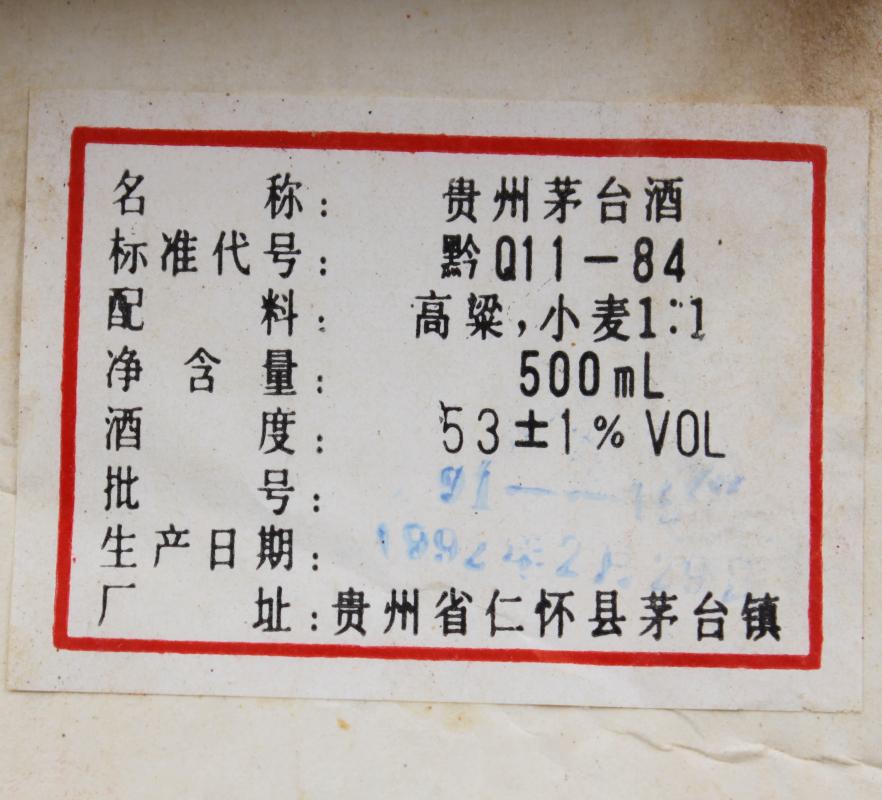 名称：贵州茅台酒
标准代号：黔Q11－84
配料：高粱，小麦1:1
净含量：500mL
酒度：53±1％VOL
批号：
生产日期：
厂址：贵州省仁怀县茅台镇